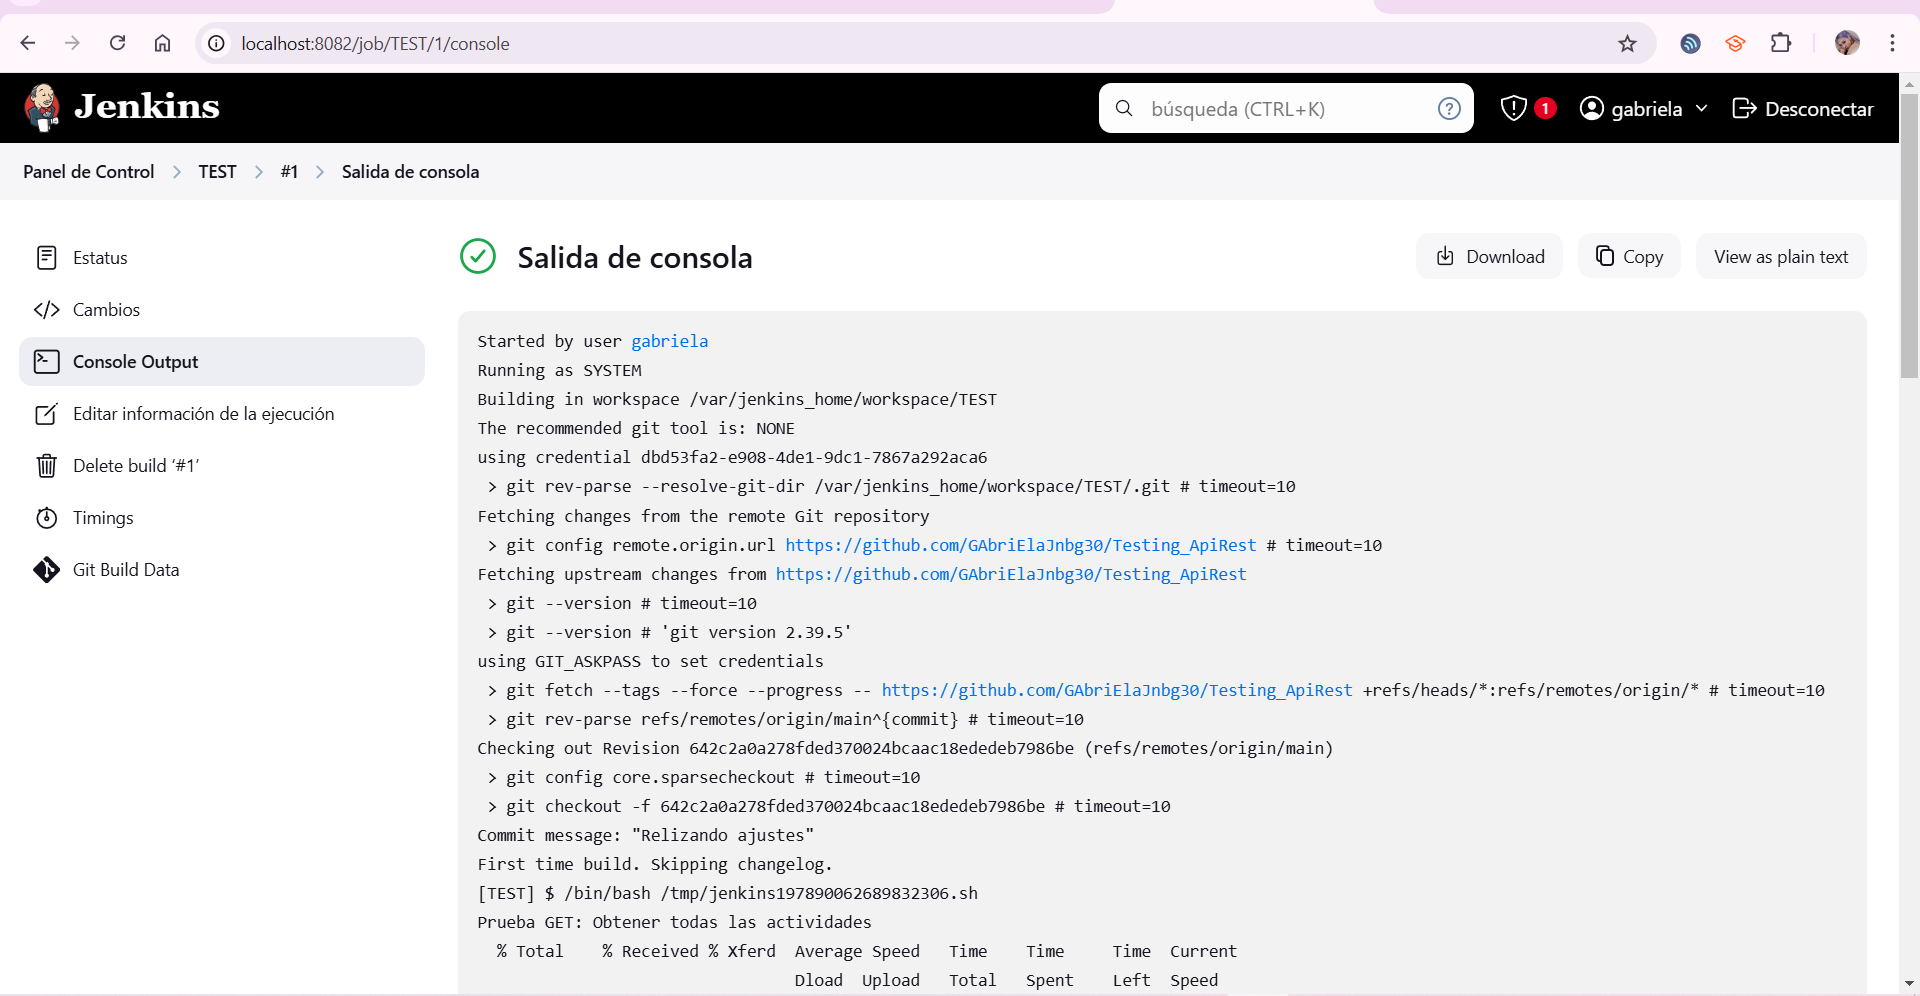 localhost:8082/job/TEST/1/console
Jenkins
búsqueda (CTRL+K)
1
gabriela
Desconectar
Panel de Control
TEST
#1
Salida de consola
Estatus
Cambios
Console Output
Editar información de la ejecución
Delete build ‘#1’
Timings
Git Build Data
Salida de consola
Download
Copy
View as plain text
Started by user gabriela
Running as SYSTEM
Building in workspace /var/jenkins_home/workspace/TEST
The recommended git tool is: NONE
using credential dbd53fa2-e908-4de1-9dc1-7867a292aca6
> git rev-parse --resolve-git-dir /var/jenkins_home/workspace/TEST/.git # timeout=10
Fetching changes from the remote Git repository
> git config remote.origin.url https://github.com/GAbriElaJnbg30/Testing_ApiRest # timeout=10
Fetching upstream changes from https://github.com/GAbriElaJnbg30/Testing_ApiRest
> git --version # timeout=10
> git --version # 'git version 2.39.5'
using GIT_ASKPASS to set credentials
> git fetch --tags --force --progress -- https://github.com/GAbriElaJnbg30/Testing_ApiRest +refs/heads/*:refs/remotes/origin/* # timeout=10
> git rev-parse refs/remotes/origin/main^{commit} # timeout=10
Checking out Revision 642c2a0a278fded370024bcaac18ededeb7986be (refs/remotes/origin/main)
> git config core.sparsecheckout # timeout=10
> git checkout -f 642c2a0a278fded370024bcaac18ededeb7986be # timeout=10
Commit message: "Relizando ajustes"
First time build. Skipping changelog.
[TEST] $ /bin/bash /tmp/jenkins197890062689832306.sh
Prueba GET: Obtener todas las actividades
% Total % Received % Xferd Average Speed Time Time Time Current
Dload Upload Total Spent Left Speed